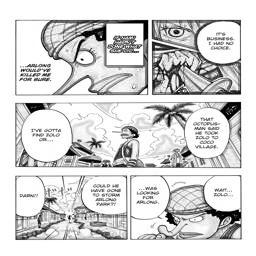 IT'S
BUSINESS.
I HAD NO
CHOICE.
...ARLONG
WOULD'VE
KILLED ME
FOR SURE.
THAT
OCTOPUS-
MAN SAID
HE TOOK
ZOLO TO
COCO
VILLAGE.
I'VE GOTTA
FIND ZOLO
OR...
WAIT...
ZOLO...
...WAS
LOOKING
FOR
ARLONG.
COULD HE
HAVE GONE
TO STORM
ARLONG
PARK?!
DARN!!